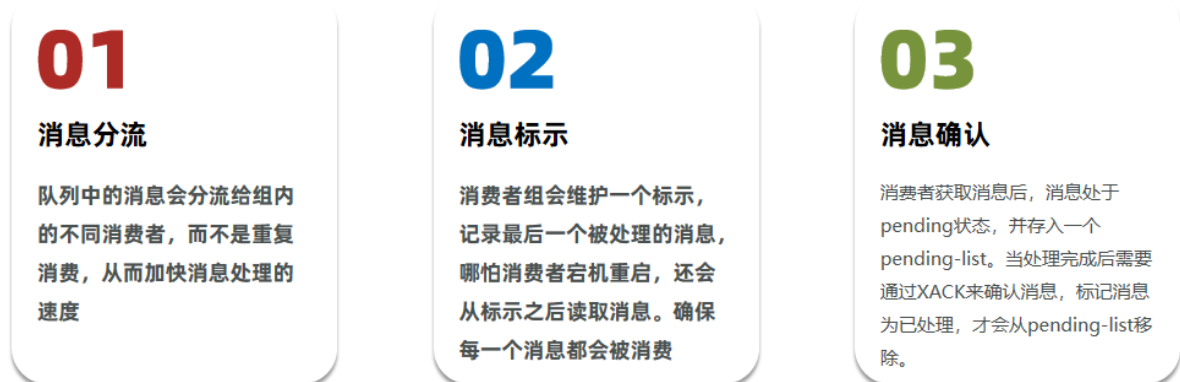 01
消息分流
队列中的消息会分流给组内
的不同消费者，而不是重复
消费，从而加快消息处理的
速度
02
消息标示
消费者组会维护一个标示，
记录最后一个被处理的消息，
哪怕消费者宕机重启，还会
从标示之后读取消息。确保
每一个消息都会被消费
03
消息确认
消费者获取消息后，消息处于
pending状态，并存入一个
pending-list。当处理完成后需要
通过XACK来确认消息，标记消息
为已处理，才会从pending-list移
除。